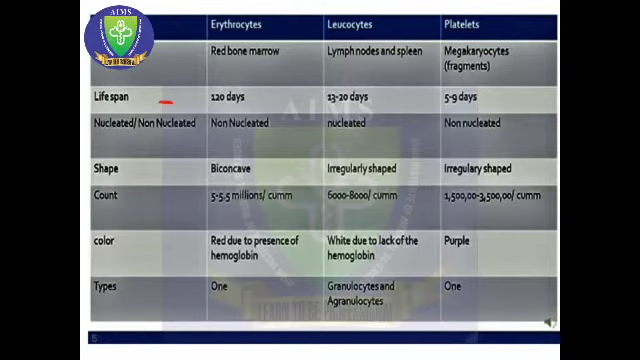 AIMS
Erythrocytes Leucocytes Platelets
Red bone marrow Lymph nodes and spleen Megakaryocytes
(fragments)
Life span 120 days 13-20 days 5-9 days
Nucleated/ Non Nucleated Non Nucleated nucleated Non nucleated
Shape Biconcave Irregularly shaped Irregulary shaped
Count 5-5.5 millions/ cumm 6000-8000/ cumm 1,500,00-3,500,00/ cumm
color Red due to presence of White due to lack of the Purple
hemoglobin hemoglobin
Types One Granulocytes and One
Agranulocytes
5